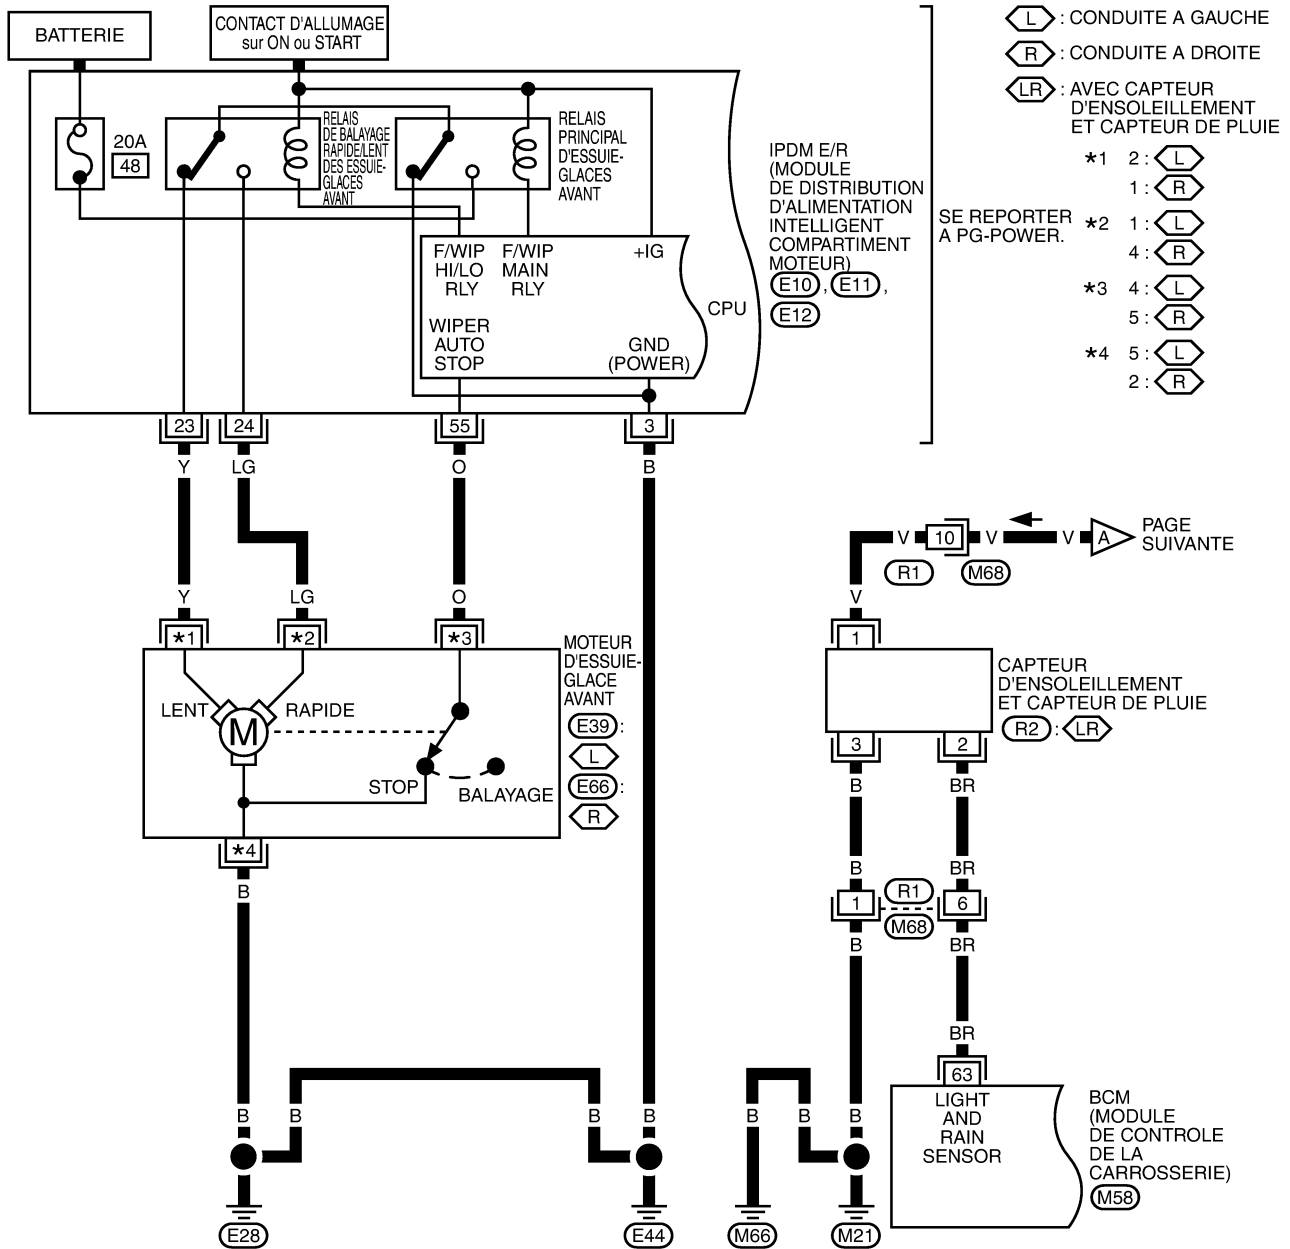 BATTERIE
CONTACT D'ALLUMAGE
sur ON ou START
L : CONDUITE A GAUCHE
R : CONDUITE A DROITE
LR : AVEC CAPTEUR
D'ENSOLEILLEMENT
ET CAPTEUR DE PLUIE
*1 2 : L
1 : R
*2 1 : L
4 : R
*3 4 : L
5 : R
*4 5 : L
2 : R
20A
48
RELAIS
DE BALAYAGE
RAPIDE/LENT
DES ESSUIE-
GLACES
AVANT
RELAIS
PRINCIPAL
D'ESSUIE-
GLACES
AVANT
IPDM E/R
(MODULE
DE DISTRIBUTION
D'ALIMENTATION
INTELLIGENT
COMPARTIMENT
MOTEUR)
E10 , E11 ,
E12
SE REPORTER
A PG-POWER.
F/WIP
HI/LO
RLY
F/WIP
MAIN
RLY
+IG
CPU
WIPER
AUTO
STOP
GND
(POWER)
23 24 55 3
Y LG O B
Y LG O
*1 *2 *3
MOTEUR
D'ESSUIE-
GLACE
AVANT
E39 :
L
E66 :
R
LENT
M
RAPIDE
STOP
BALAYAGE
*4
B
V 10 V V A
PAGE
SUIVANTE
R1 M68
V
1
CAPTEUR
D'ENSOLEILLEMENT
ET CAPTEUR DE PLUIE
R2 : LR
3 2
B BR
B BR
1 R1 6
M68
B BR
BR
63
LIGHT
AND
RAIN
SENSOR
BCM
(MODULE
DE CONTROLE
DE LA
CARROSSERIE)
M58
B B B B B B B
E28 E44 M66 M21